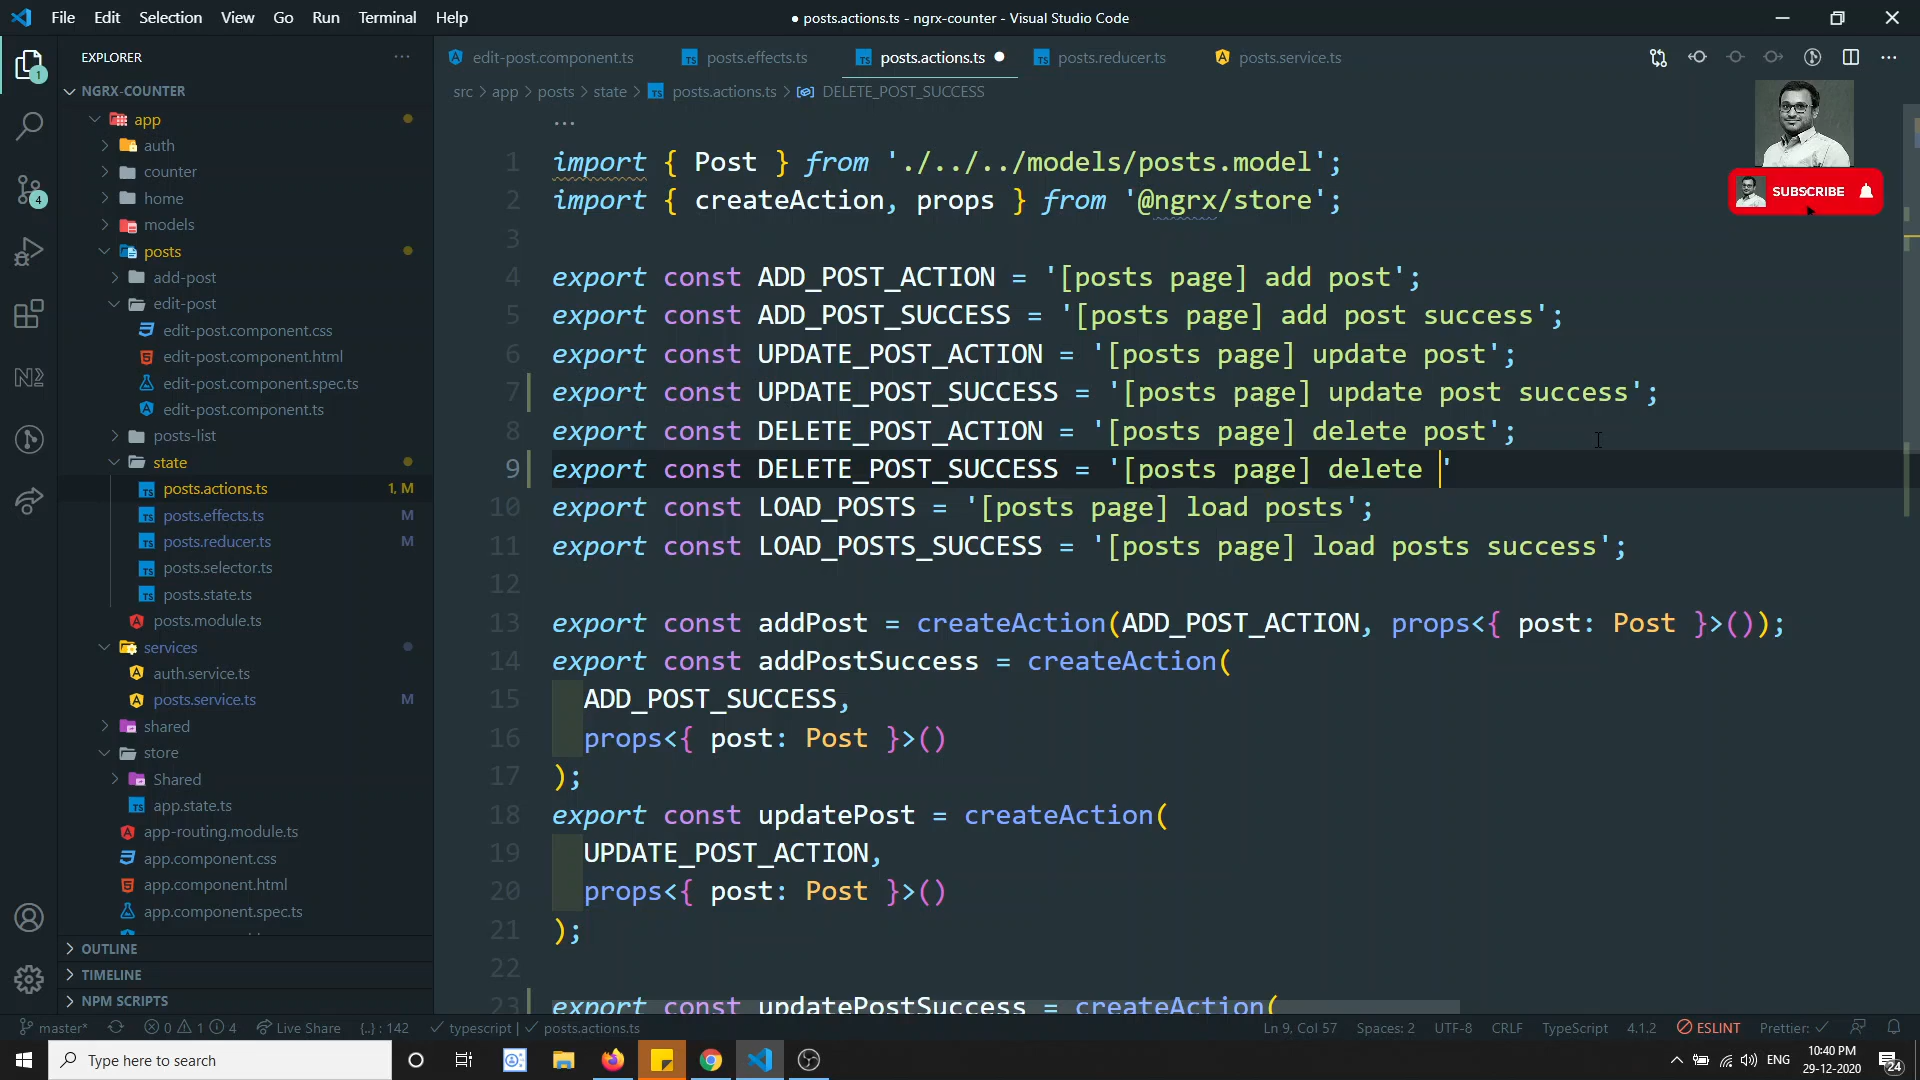 File Edit Selection View Go Run Terminal Help
● posts.actions.ts - ngrx-counter - Visual Studio Code
EXPLORER
NGRX-COUNTER
app
auth
counter
home
models
posts
add-post
edit-post
edit-post.component.css
edit-post.component.html
edit-post.component.spec.ts
edit-post.component.ts
posts-list
state
posts.actions.ts 1, M
posts.effects.ts M
posts.reducer.ts M
posts.selector.ts
posts.state.ts
posts.module.ts
services
auth.service.ts
posts.service.ts M
shared
store
Shared
app.state.ts
app-routing.module.ts
app.component.css
app.component.html
app.component.spec.ts
OUTLINE
TIMELINE
NPM SCRIPTS
edit-post.component.ts posts.effects.ts posts.actions.ts posts.reducer.ts posts.service.ts
src > app > posts > state > TS posts.actions.ts > DELETE_POST_SUCCESS
...
1 import { Post } from './../../models/posts.model';
2 import { createAction, props } from '@ngrx/store';
3
4 export const ADD_POST_ACTION = '[posts page] add post';
5 export const ADD_POST_SUCCESS = '[posts page] add post success';
6 export const UPDATE_POST_ACTION = '[posts page] update post';
7 export const UPDATE_POST_SUCCESS = '[posts page] update post success';
8 export const DELETE_POST_ACTION = '[posts page] delete post';
9 export const DELETE_POST_SUCCESS = '[posts page] delete '
10 export const LOAD_POSTS = '[posts page] load posts';
11 export const LOAD_POSTS_SUCCESS = '[posts page] load posts success';
12
13 export const addPost = createAction(ADD_POST_ACTION, props<{ post: Post }>());
14 export const addPostSuccess = createAction(
15 ADD_POST_SUCCESS,
16 props<{ post: Post }>()
17 );
18 export const updatePost = createAction(
19 UPDATE_POST_ACTION,
20 props<{ post: Post }>()
21 );
22
23 export const updatePostSuccess = createAction(
SUBSCRIBE
master* 0 1 4 Live Share {..} : 142 typescript | posts.actions.ts Ln 9, Col 57 Spaces: 2 UTF-8 CRLF TypeScript 4.1.2 ESLINT Prettier: ✓
Type here to search
ENG
10:40 PM
29-12-2020
24